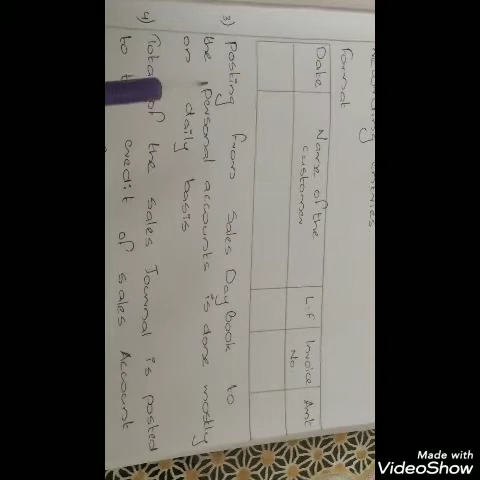 entries.
Format
Date Name of the customer L.F Invoice No Amt
3) Posting from Sales Day Book to
the personal accounts is done mostly
on daily basis
4) of the Sales Journal is posted
to credit of Sales Account
Made with
VideoShow